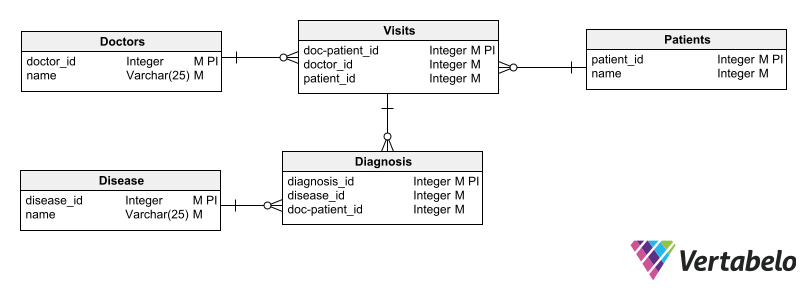 Doctors
doctor_id Integer M PI
name Varchar(25) M
Visits
doc-patient_id Integer M PI
doctor_id Integer M
patient_id Integer M
Patients
patient_id Integer M PI
name Integer M
Disease
disease_id Integer M PI
name Varchar(25) M
Diagnosis
diagnosis_id Integer M PI
disease_id Integer M
doc-patient_id Integer M
Vertabelo